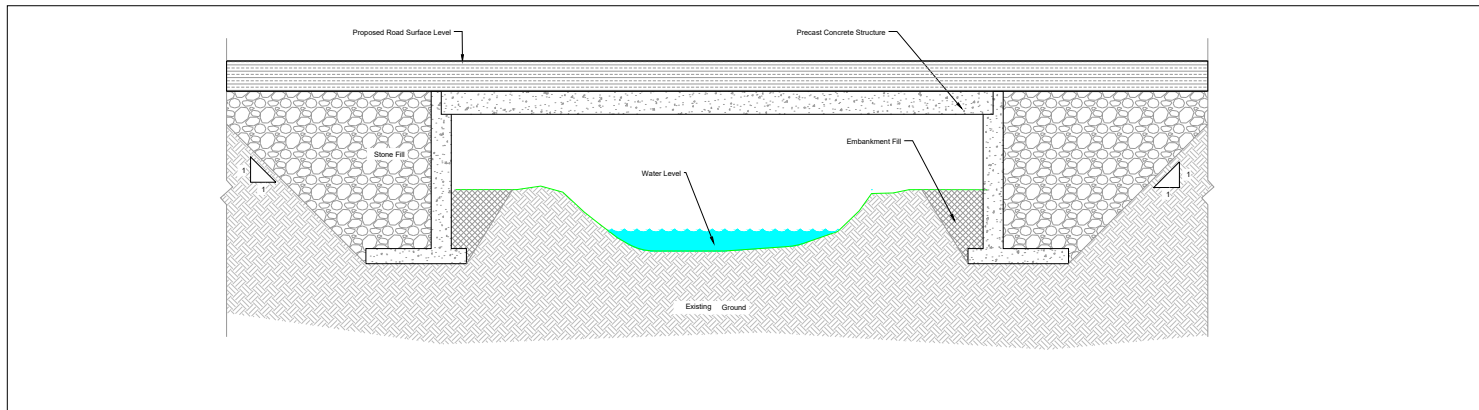 Proposed Road Surface Level
Precast Concrete Structure
Embankment Fill
Stone Fill
1
1
1
1
Water Level
Existing Ground